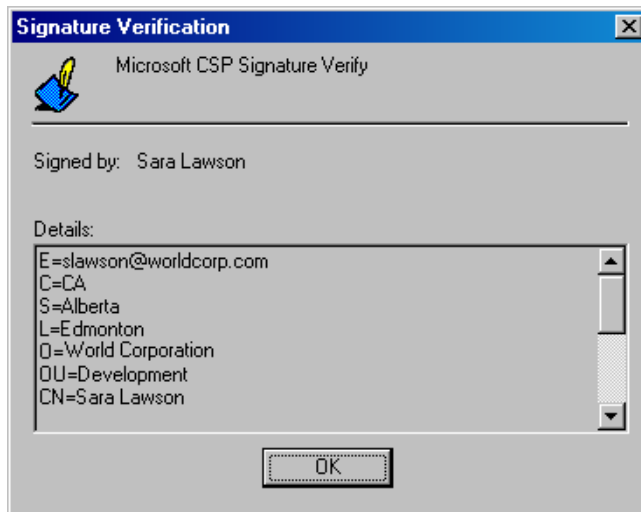 Signature Verification
Microsoft CSP Signature Verify
Signed by: Sara Lawson
Details:
E=slawson@worldcorp.com
C=CA
S=Alberta
L=Edmonton
O=World Corporation
OU=Development
CN=Sara Lawson
OK